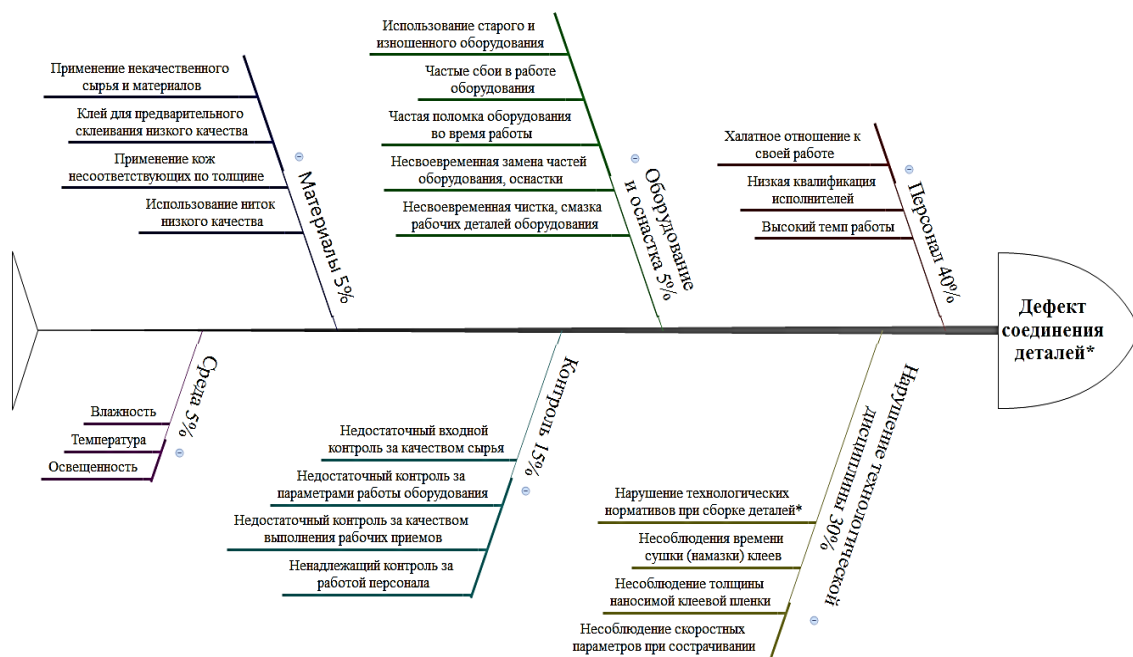 Применение некачественного
сырья и материалов
Клей для предварительного
склеивания низкого качества
Применение кож
несоответствующих по толщине
Использование ниток
низкого качества
Материалы 5%
Использование старого и
изношенного оборудования
Частые сбои в работе
оборудования
Частая поломка оборудования
во время работы
Несвоевременная замена частей
оборудования, оснастки
Несвоевременная чистка, смазка
рабочих деталей оборудования
Оборудование
и оснастка 5%
Халатное отношение к
своей работе
Низкая квалификация
исполнителей
Высокий темп работы
Персонал 40%
Дефект
соединения
деталей*
Среда 5%
Влажность
Температура
Освещенность
Контроль 15%
Недостаточный входной
контроль за качеством сырья
Недостаточный контроль за
параметрами работы оборудования
Недостаточный контроль за качеством
выполнения рабочих приемов
Ненадлежащий контроль за
работой персонала
Нарушение технологической
дисциплины 30%
Нарушение технологических
нормативов при сборке деталей*
Несоблюдения времени
сушки (намазки) клеев
Несоблюдение толщины
наносимой клеевой пленки
Несоблюдение скоростных
параметров при сострачивании